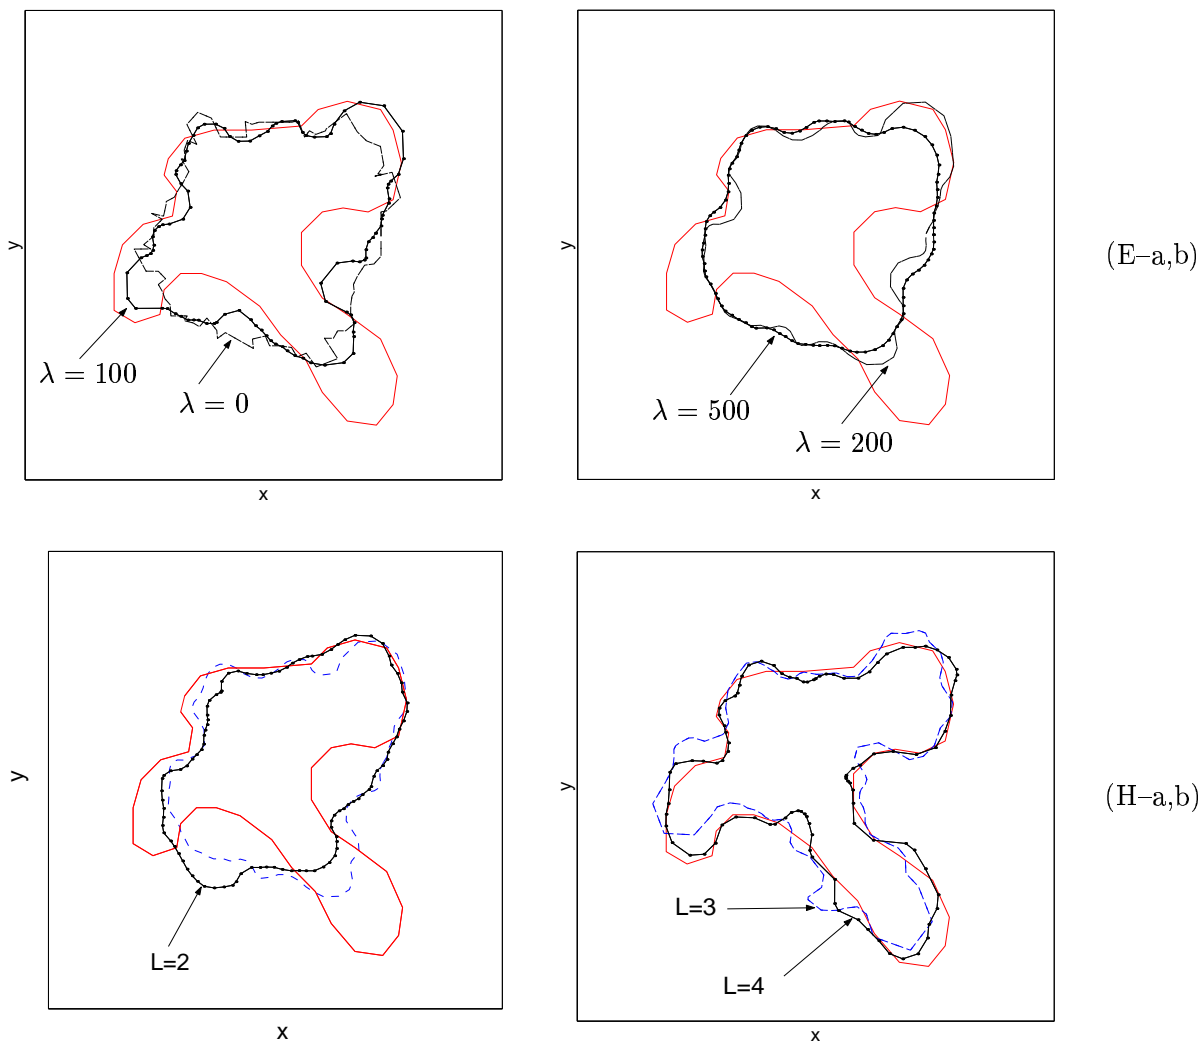 y
y
(E–a,b)
λ = 100
λ = 0
λ = 500
λ = 200
x
x
y
y
(H–a,b)
L=3
L=2
L=4
x
x